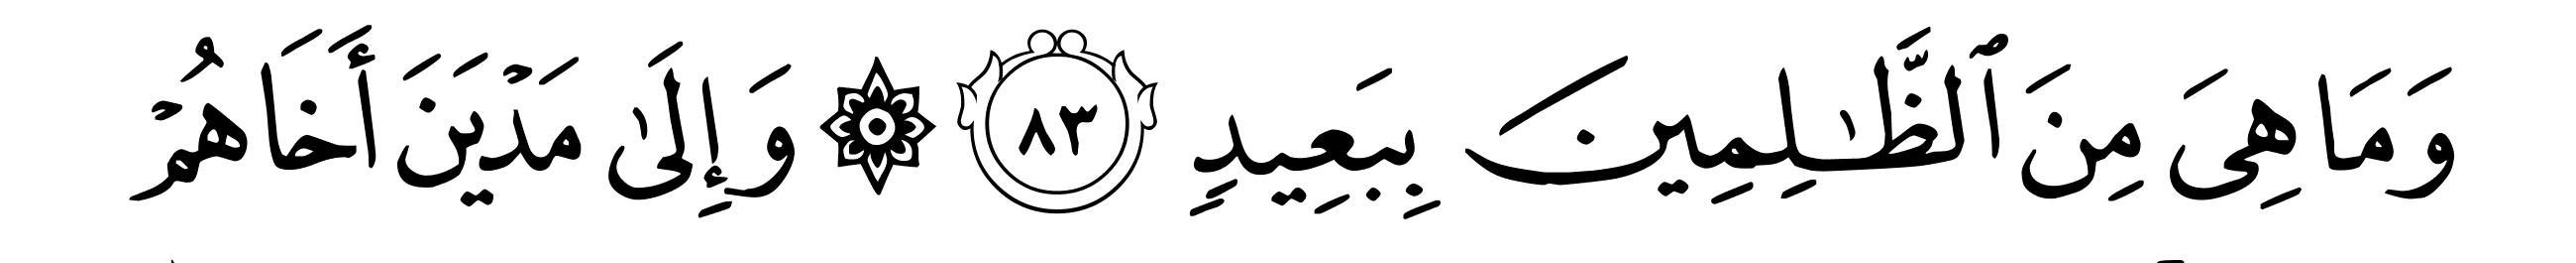 وَمَا هِىَ مِنَ ٱلظَّٰلِمِينَ بِبَعِيدٍ ٨٣ ۞ وَإِلَىٰ مَدْيَنَ أَخَاهُمْ